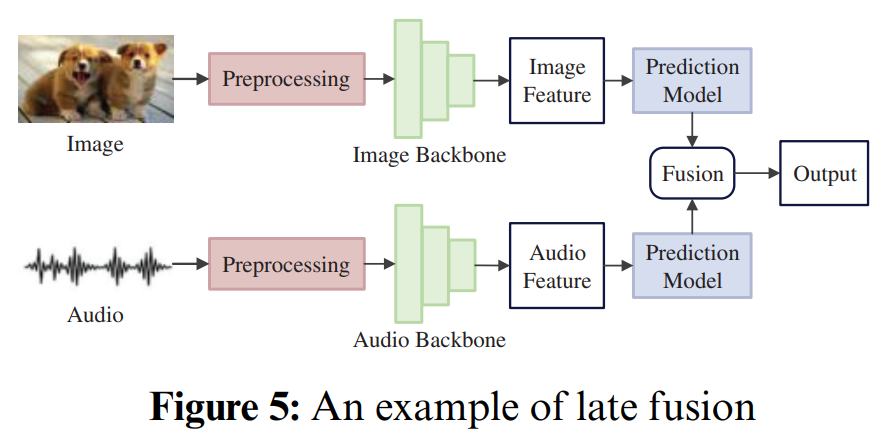 Image
Preprocessing
Image Backbone
Image
Feature
Prediction
Model
Fusion
Output
Audio
Preprocessing
Audio Backbone
Audio
Feature
Prediction
Model
Figure 5: An example of late fusion